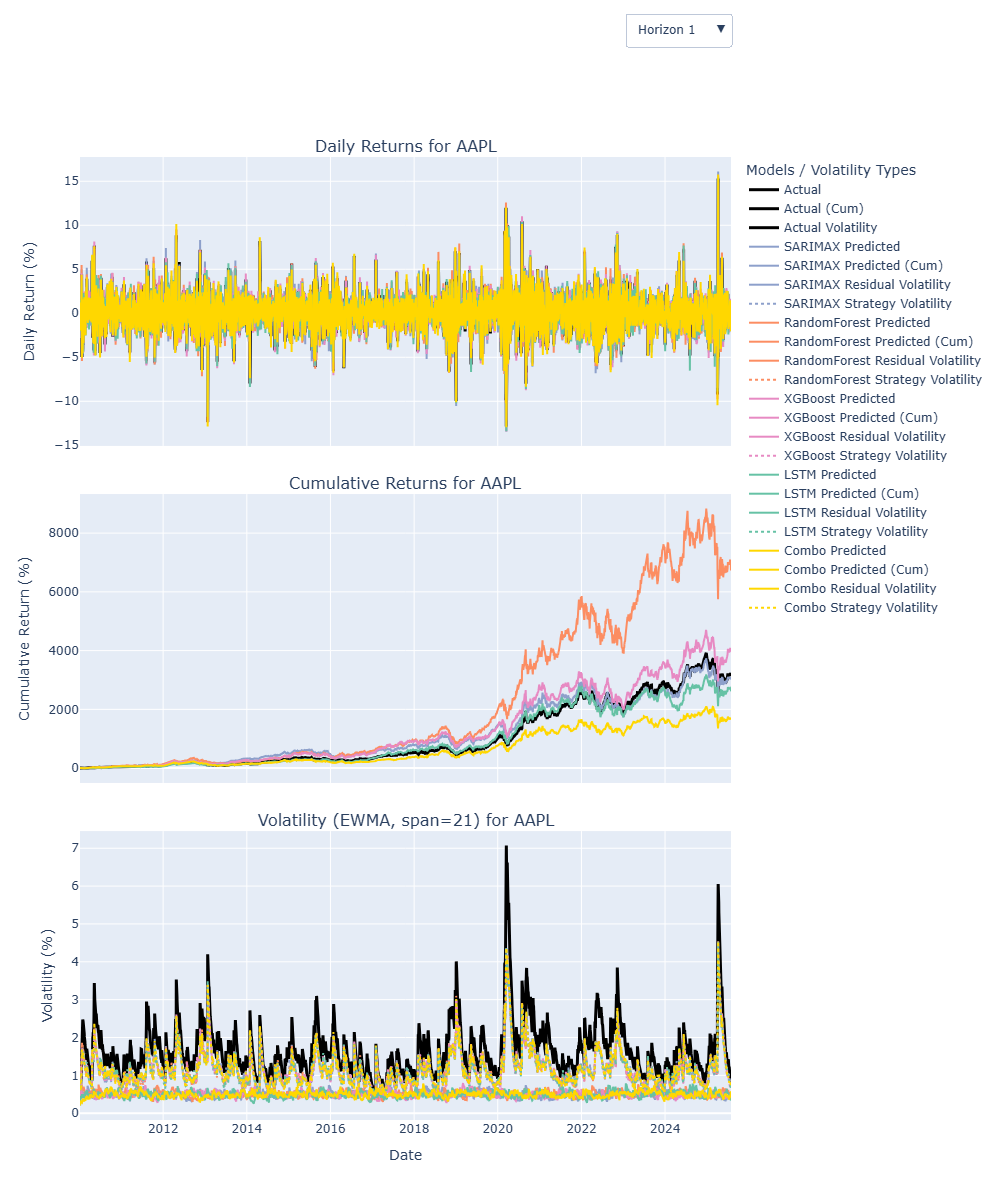 Horizon 1 ▼
Daily Returns for AAPL
15
10
5
0
−5
−10
−15
Daily Return (%)
Models / Volatility Types
Actual
Actual (Cum)
Actual Volatility
SARIMAX Predicted
SARIMAX Predicted (Cum)
SARIMAX Residual Volatility
SARIMAX Strategy Volatility
RandomForest Predicted
RandomForest Predicted (Cum)
RandomForest Residual Volatility
RandomForest Strategy Volatility
XGBoost Predicted
XGBoost Predicted (Cum)
XGBoost Residual Volatility
XGBoost Strategy Volatility
LSTM Predicted
LSTM Predicted (Cum)
LSTM Residual Volatility
LSTM Strategy Volatility
Combo Predicted
Combo Predicted (Cum)
Combo Residual Volatility
Combo Strategy Volatility
Cumulative Returns for AAPL
8000
6000
4000
2000
0
Cumulative Return (%)
Volatility (EWMA, span=21) for AAPL
7
6
5
4
3
2
1
0
Volatility (%)
2012 2014 2016 2018 2020 2022 2024
Date